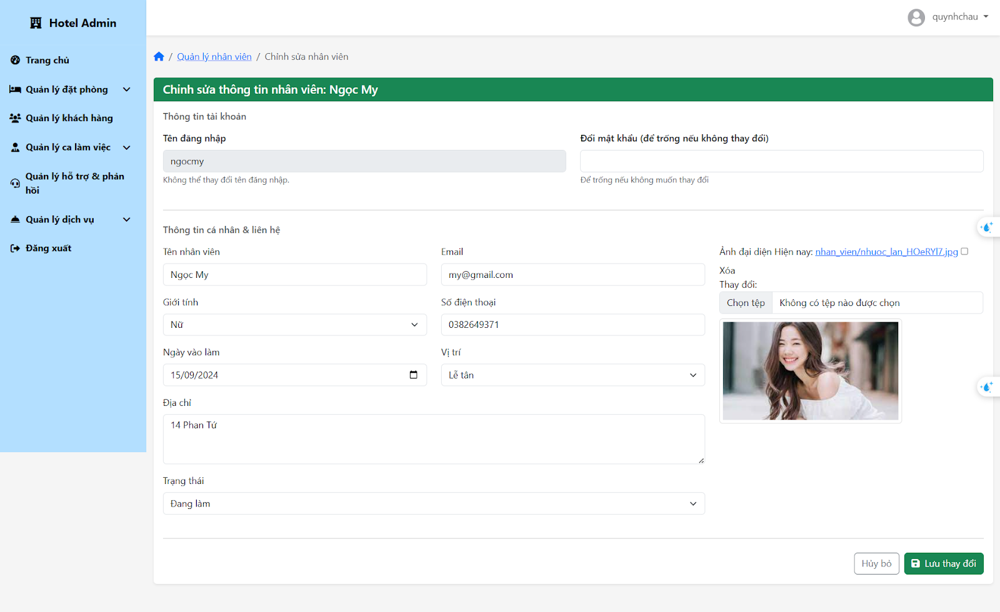 Hotel Admin
quynhchau
Trang chủ
Quản lý đặt phòng
Quản lý khách hàng
Quản lý ca làm việc
Quản lý hỗ trợ & phản
hồi
Quản lý dịch vụ
Đăng xuất
/ Quản lý nhân viên / Chỉnh sửa nhân viên
Chỉnh sửa thông tin nhân viên: Ngọc My
Thông tin tài khoản
Tên đăng nhập
ngocmy
Không thể thay đổi tên đăng nhập.
Đổi mật khẩu (để trống nếu không thay đổi)
Để trống nếu không muốn thay đổi
Thông tin cá nhân & liên hệ
Tên nhân viên
Ngọc My
Email
my@gmail.com
Giới tính
Nữ
Số điện thoại
0382649371
Ngày vào làm
15/09/2024
Vị trí
Lễ tân
Địa chỉ
14 Phan Tứ
Trạng thái
Đang làm
Ảnh đại diện Hiện nay: nhan_vien/nhuoc_lan_HOeRYl7.jpg
Xóa
Thay đổi:
Chọn tệp Không có tệp nào được chọn
Hủy bỏ
Lưu thay đổi